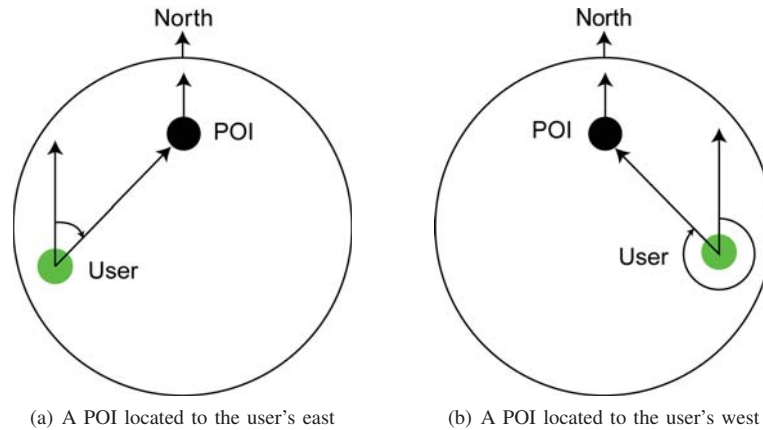 North
POI
User
(a) A POI located to the user's east
North
POI
User
(b) A POI located to the user's west